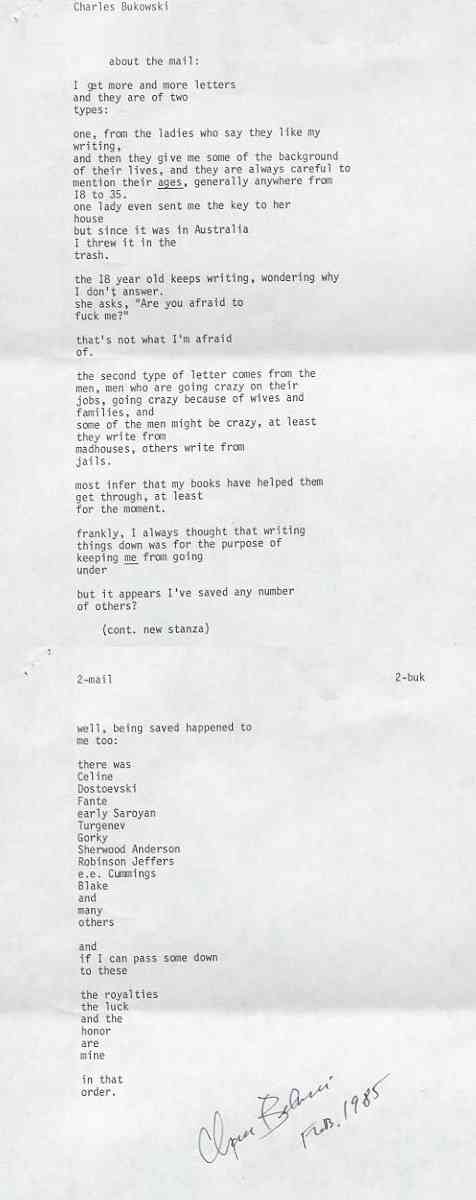 Charles Bukowski
about the mail:
I get more and more letters
and they are of two
types:
one, from the ladies who say they like my
writing,
and then they give me some of the background
of their lives, and they are always careful to
mention their ages, generally anywhere from
18 to 35.
one lady even sent me the key to her
house
but since it was in Australia
I threw it in the
trash.
the 18 year old keeps writing, wondering why
I don't answer.
she asks, "Are you afraid to
fuck me?"
that's not what I'm afraid
of.
the second type of letter comes from the
men, men who are going crazy on their
jobs, going crazy because of wives and
families, and
some of the men might be crazy, at least
they write from
madhouses, others write from
jails.
most infer that my books have helped them
get through, at least
for the moment.
frankly, I always thought that writing
things down was for the purpose of
keeping me from going
under
but it appears I've saved any number
of others?
(cont. new stanza)
2-mail 2-buk
well, being saved happened to
me too:
there was
Celine
Dostoevski
Fante
early Saroyan
Turgenev
Gorky
Sherwood Anderson
Robinson Jeffers
e.e. Cummings
Blake
and
many
others
and
if I can pass some down
to these
the royalties
the luck
and the
honor
are
mine
in that
order.
Feb. 1985